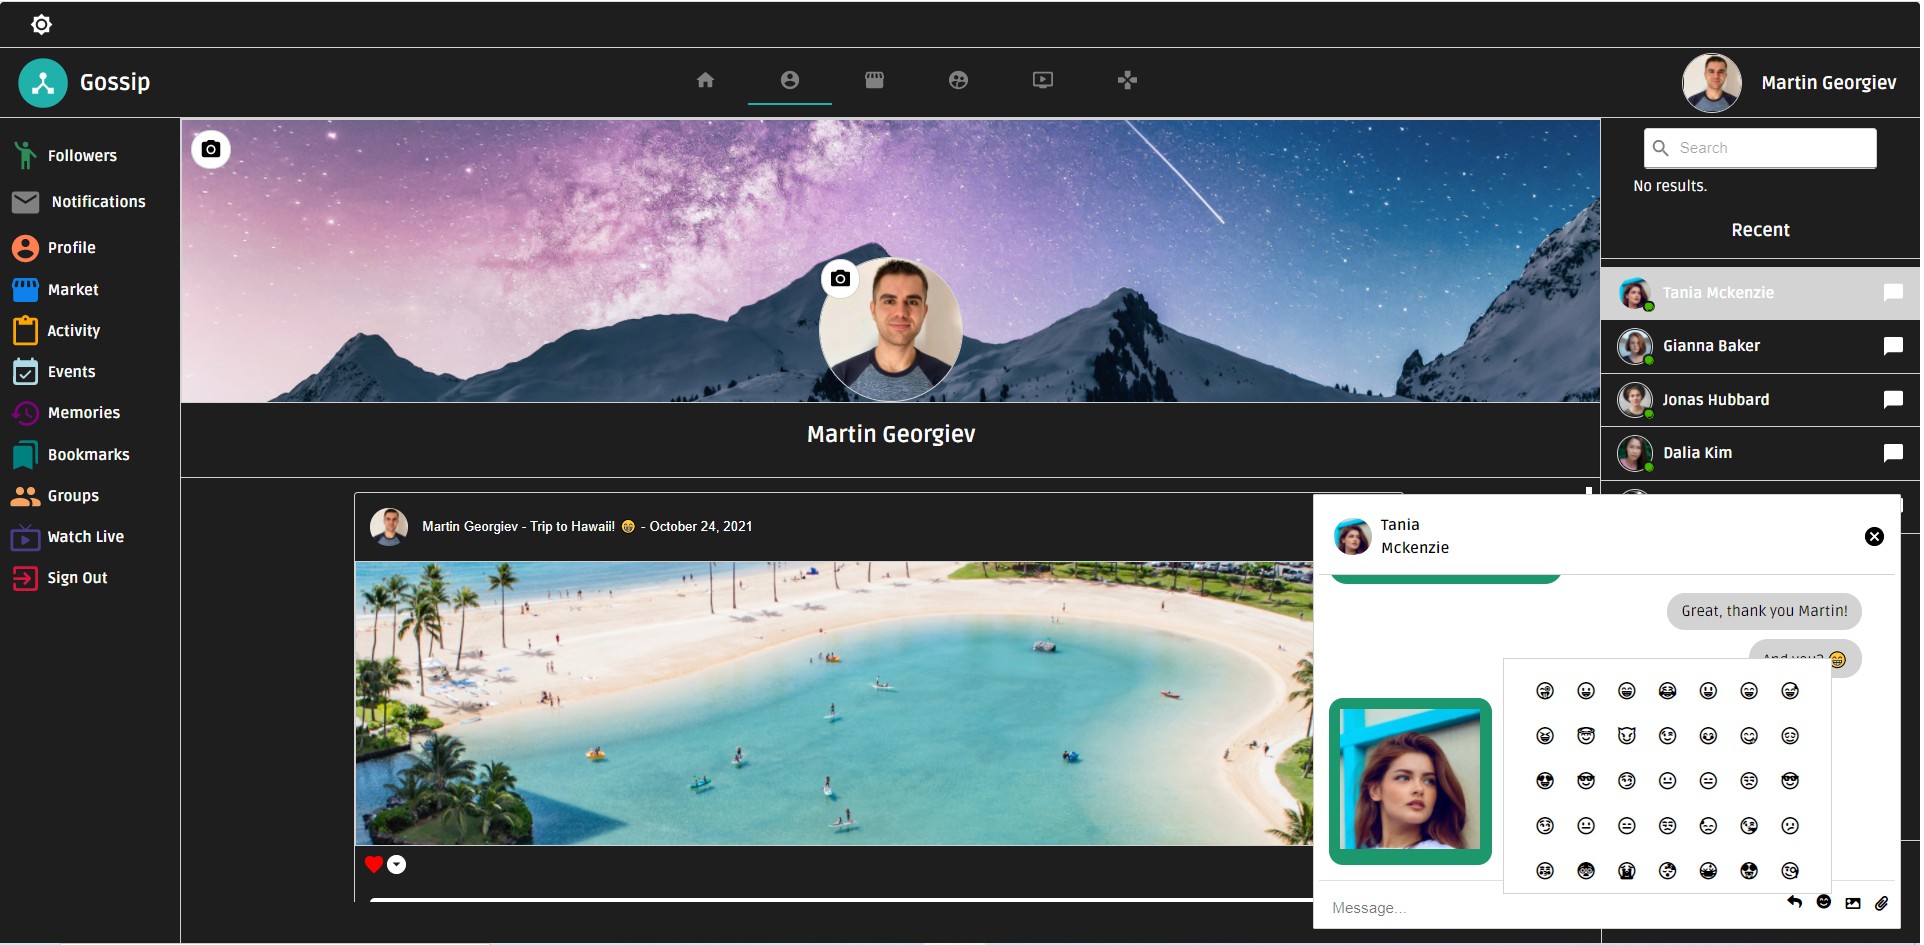 Gossip
Martin Georgiev
Followers
Notifications
Profile
Market
Activity
Events
Memories
Bookmarks
Groups
Watch Live
Sign Out
Martin Georgiev
Martin Georgiev - Trip to Hawaii! 😁 - October 24, 2021
Search
No results.
Recent
Tania Mckenzie
Gianna Baker
Jonas Hubbard
Dalia Kim
Tania
Mckenzie
Great, thank you Martin!
And you? 😁
Message...